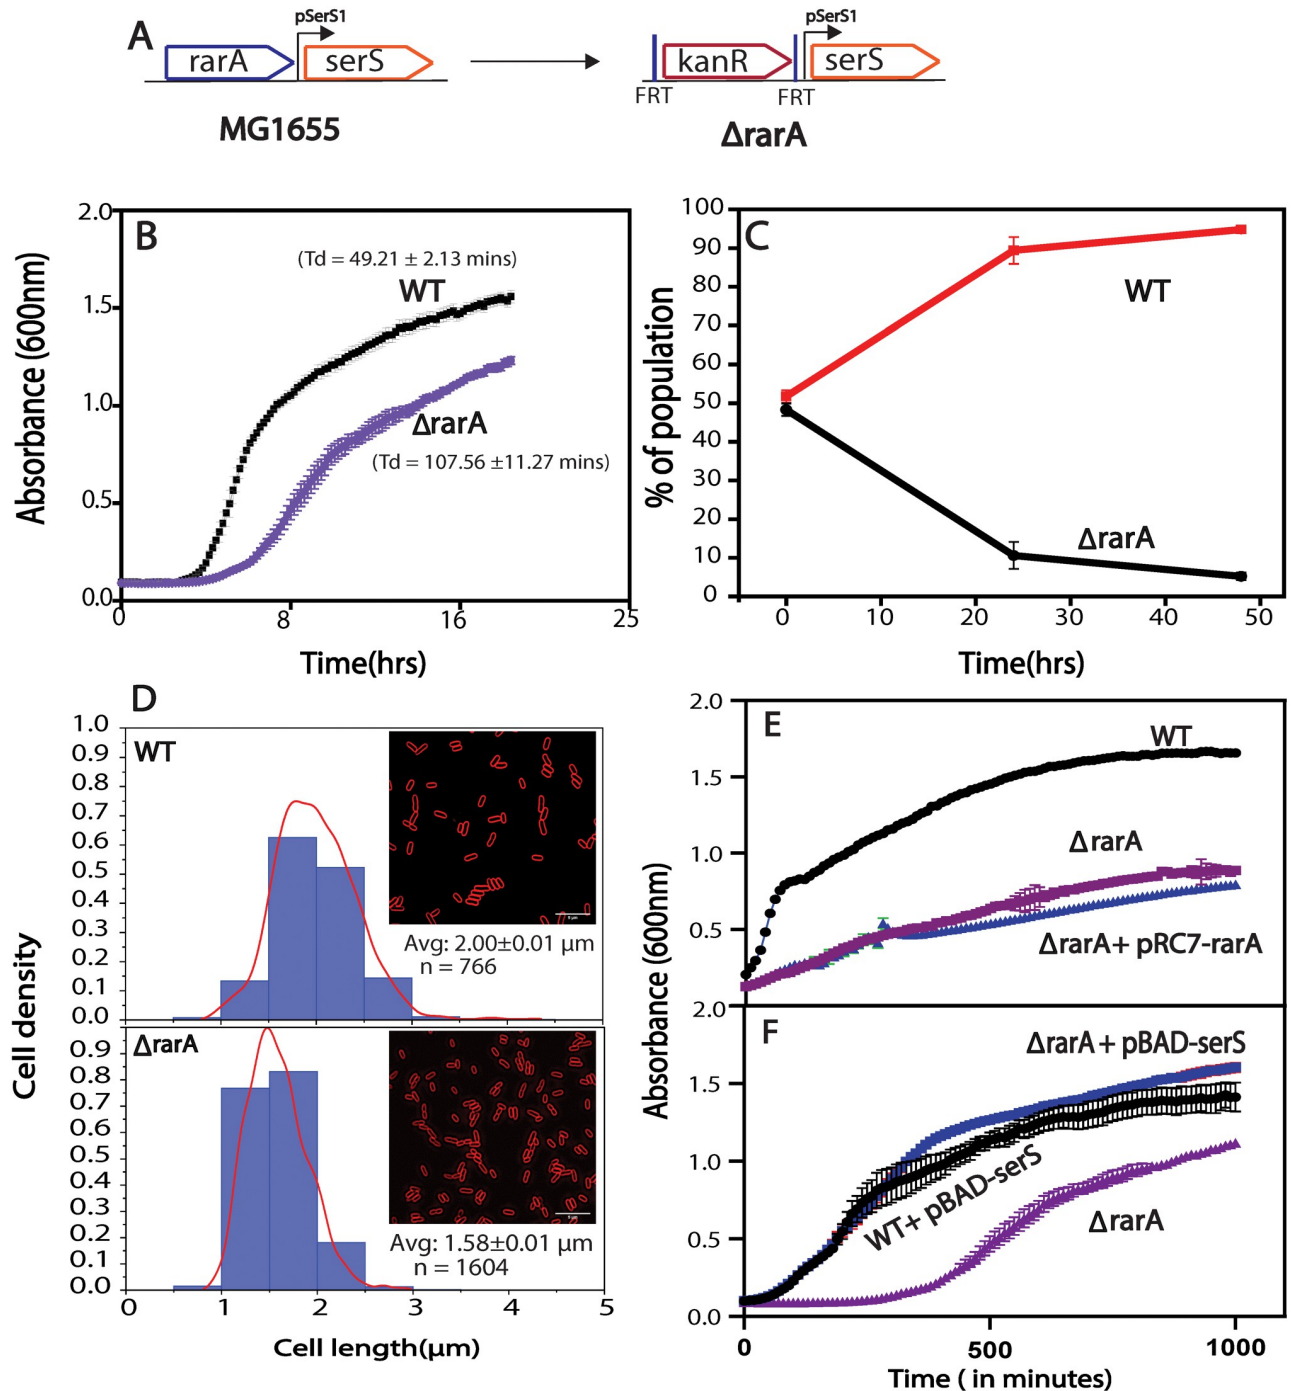 A
rarA
pSerS1
serS
FRT
kanR
FRT
pSerS1
serS
MG1655
ΔrarA
B
2.0
1.5
1.0
0.5
0.0
Absorbance (600nm)
(Td = 49.21 ± 2.13 mins)
WT
ΔrarA
(Td = 107.56 ±11.27 mins)
0
8
16
25
Time(hrs)
C
100
90
80
70
60
50
40
30
20
10
0
% of population
WT
ΔrarA
0
10
20
30
40
50
Time(hrs)
D
1.0
0.9
0.8
0.7
0.6
0.5
0.4
0.3
0.2
0.1
0.0
WT
Avg: 2.00±0.01 µm
n = 766
Cell density
0.9
0.8
0.7
0.6
0.5
0.4
0.3
0.2
0.1
0.0
ΔrarA
Avg: 1.58±0.01 µm
n = 1604
0
1
2
3
4
5
Cell length(µm)
E
2.0
1.5
1.0
0.5
WT
ΔrarA
ΔrarA+ pRC7-rarA
Absorbance (600nm)
F
2.0
1.5
1.0
0.5
0.0
ΔrarA + pBAD-serS
WT+ pBAD-serS
ΔrarA
0
500
1000
Time ( in minutes)